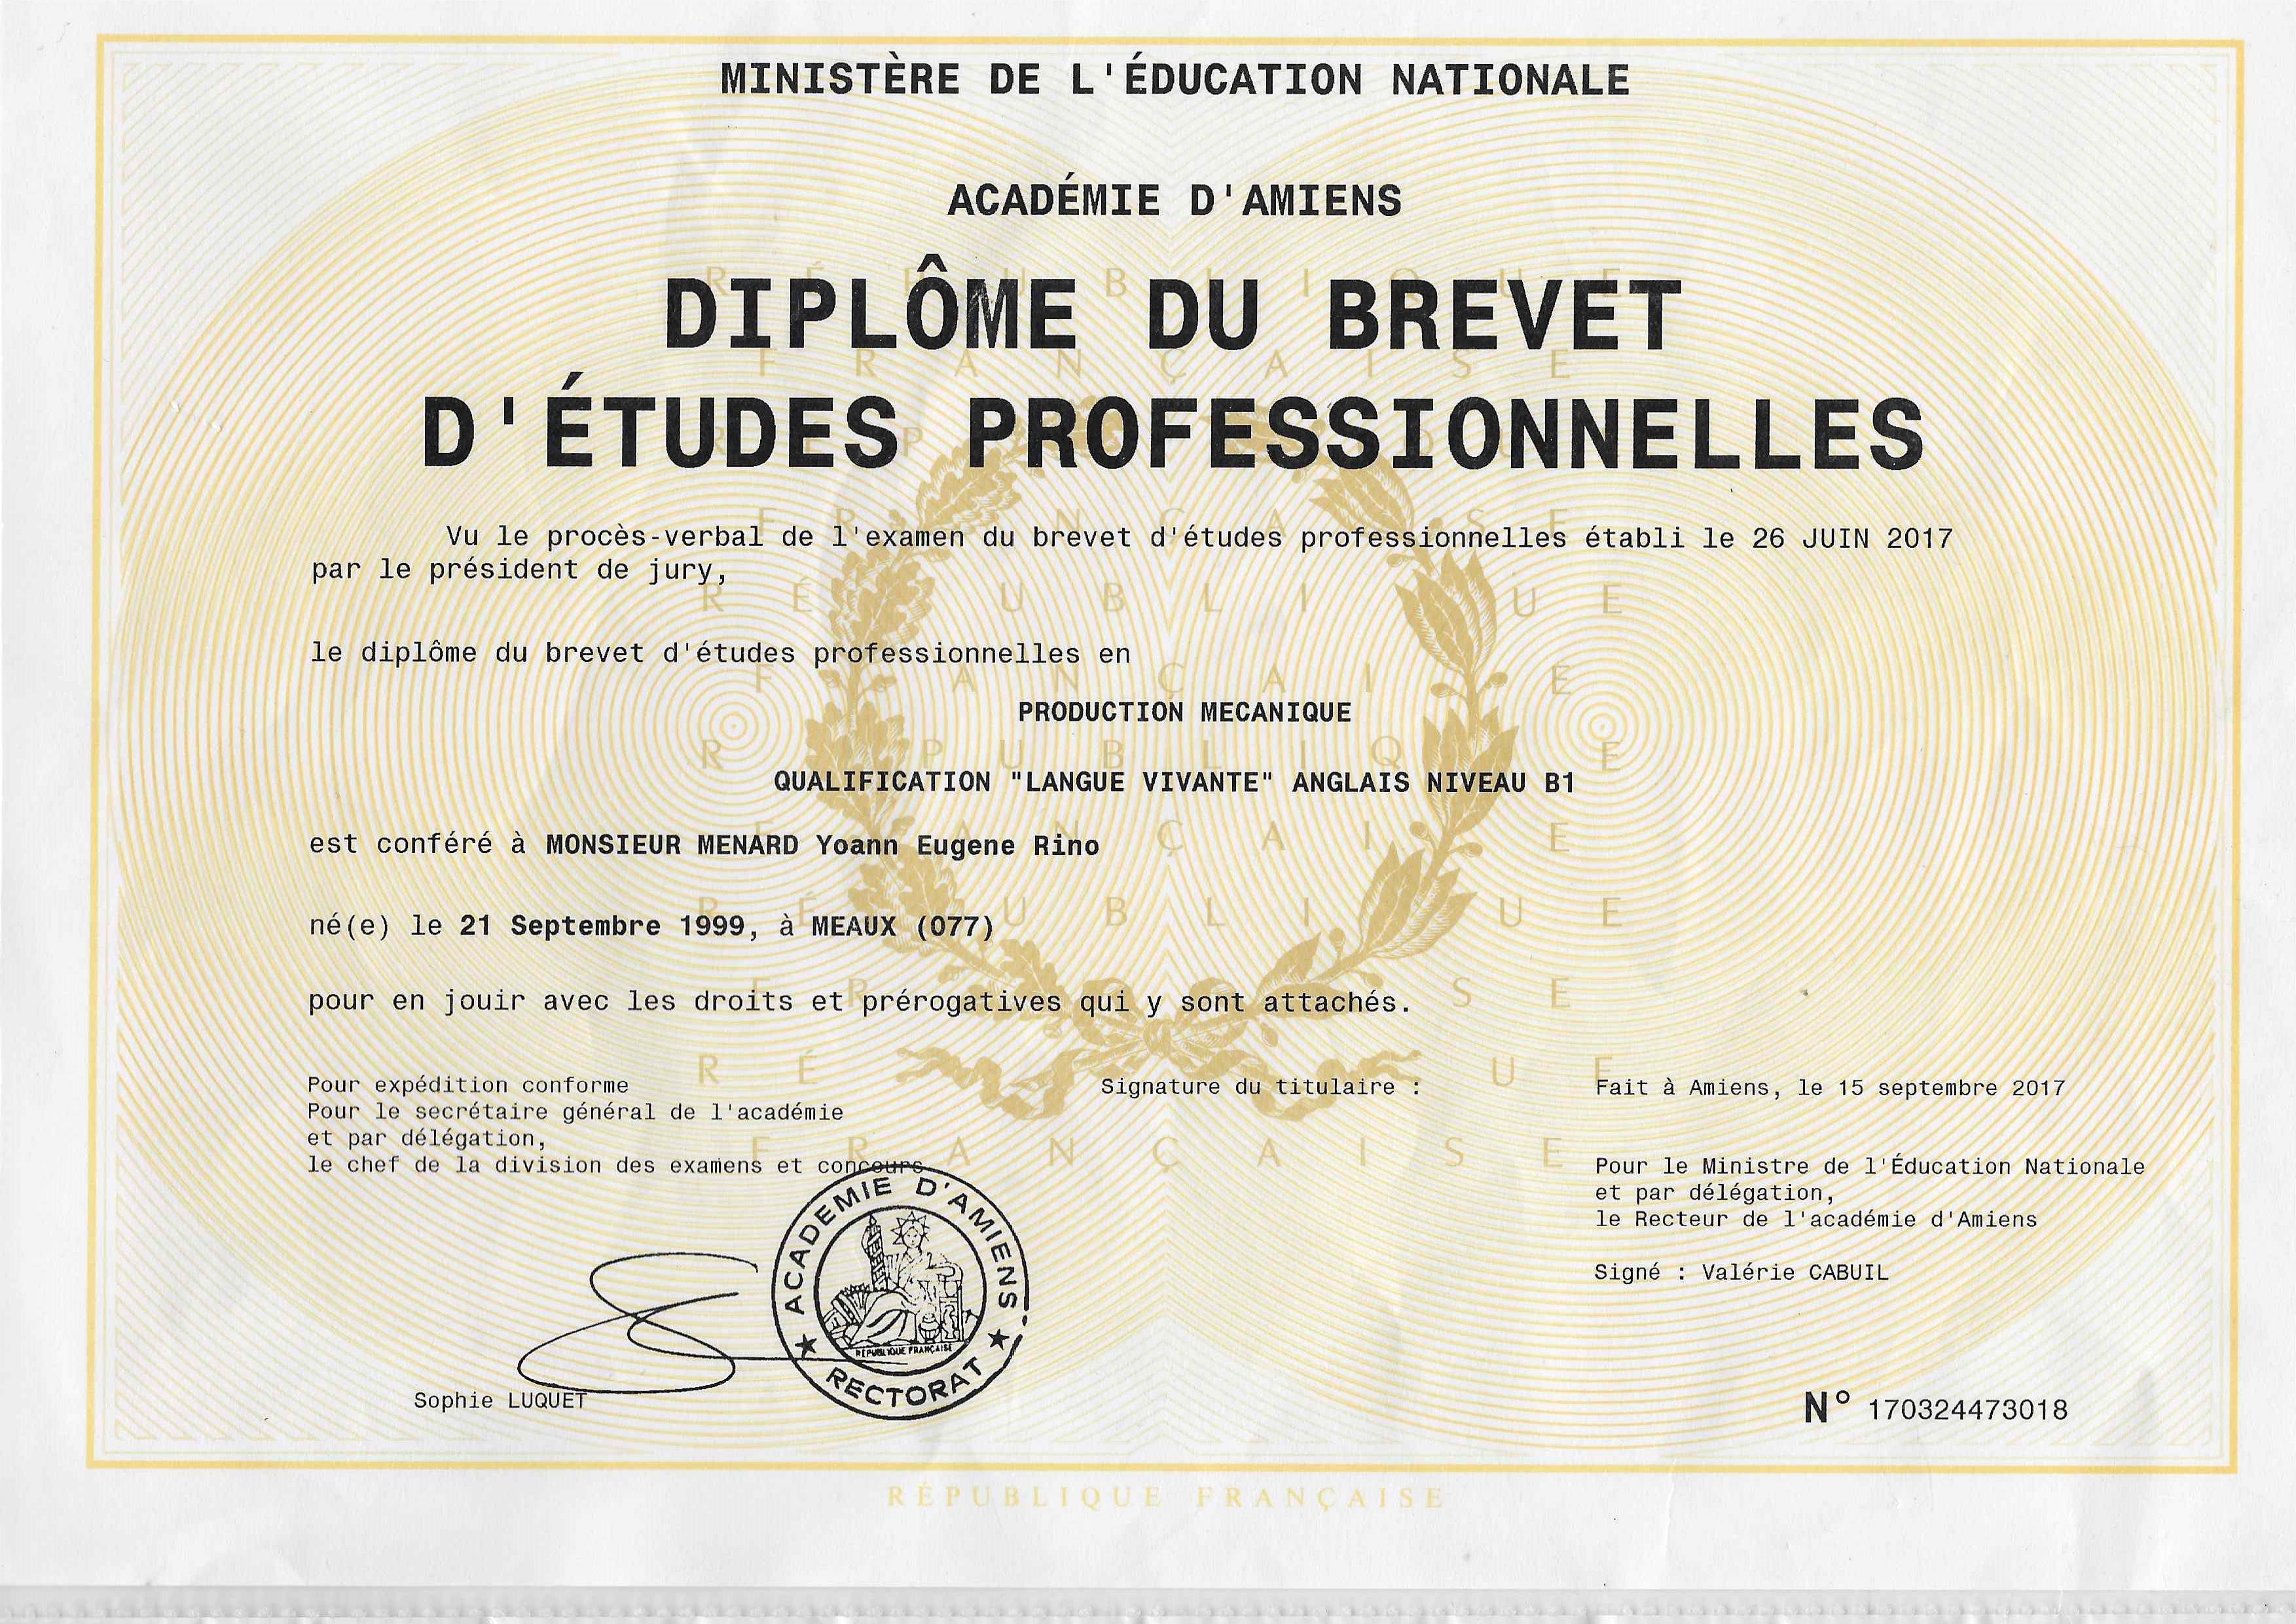 MINISTÈRE DE L'ÉDUCATION NATIONALE
ACADÉMIE D'AMIENS
DIPLÔME DU BREVET
D'ÉTUDES PROFESSIONNELLES
Vu le procès-verbal de l'examen du brevet d'études professionnelles établi le 26 JUIN 2017
par le président de jury,
le diplôme du brevet d'études professionnelles en
PRODUCTION MECANIQUE
QUALIFICATION "LANGUE VIVANTE" ANGLAIS NIVEAU B1
est conféré à MONSIEUR MENARD Yoann Eugene Rino
né(e) le 21 Septembre 1999, à MEAUX (077)
pour en jouir avec les droits et prérogatives qui y sont attachés.
Pour expédition conforme
Pour le secrétaire général de l'académie
et par délégation,
le chef de la division des examens et concours
Signature du titulaire :
Fait à Amiens, le 15 septembre 2017
Pour le Ministre de l'Éducation Nationale
et par délégation,
le Recteur de l'académie d'Amiens
Signé : Valérie CABUIL
ACADEMIE D'AMIENS
RÉPUBLIQUE FRANÇAISE
RECTORAT
Sophie LUQUET
N° 170324473018
RÉPUBLIQUE FRANÇAISE